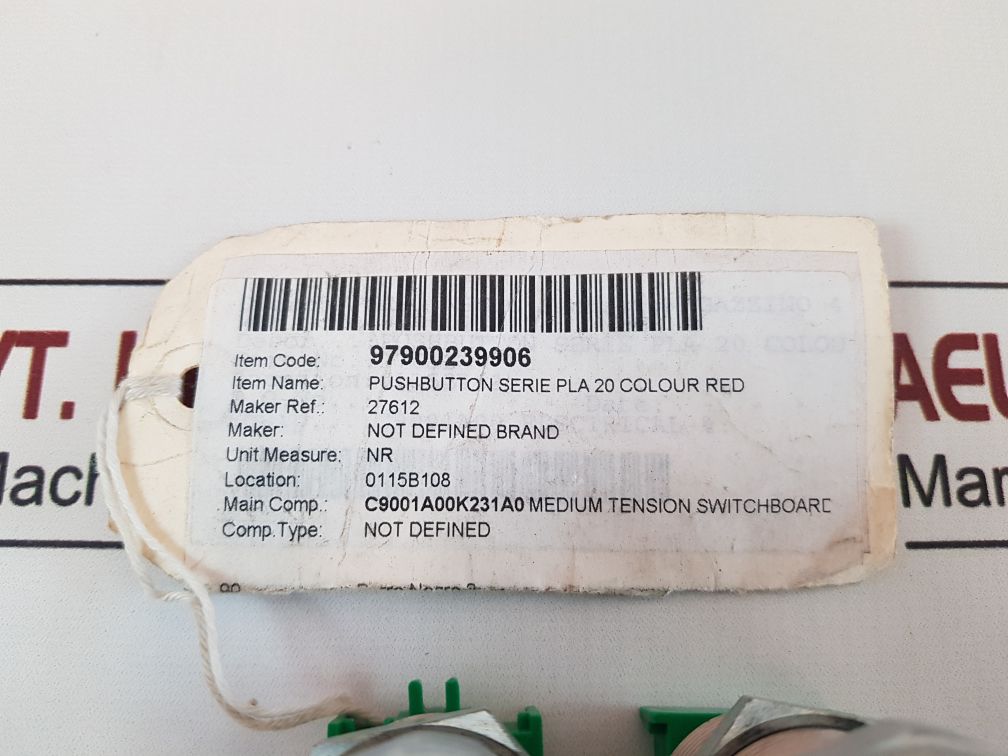 Item Code: 97900239906
Item Name: PUSHBUTTON SERIE PLA 20 COLOUR RED
Maker Ref.: 27612
Maker: NOT DEFINED BRAND
Unit Measure: NR
Location: 0115B108
Main Comp.: C9001A00K231A0 MEDIUM TENSION SWITCHBOARD
Comp.Type: NOT DEFINED